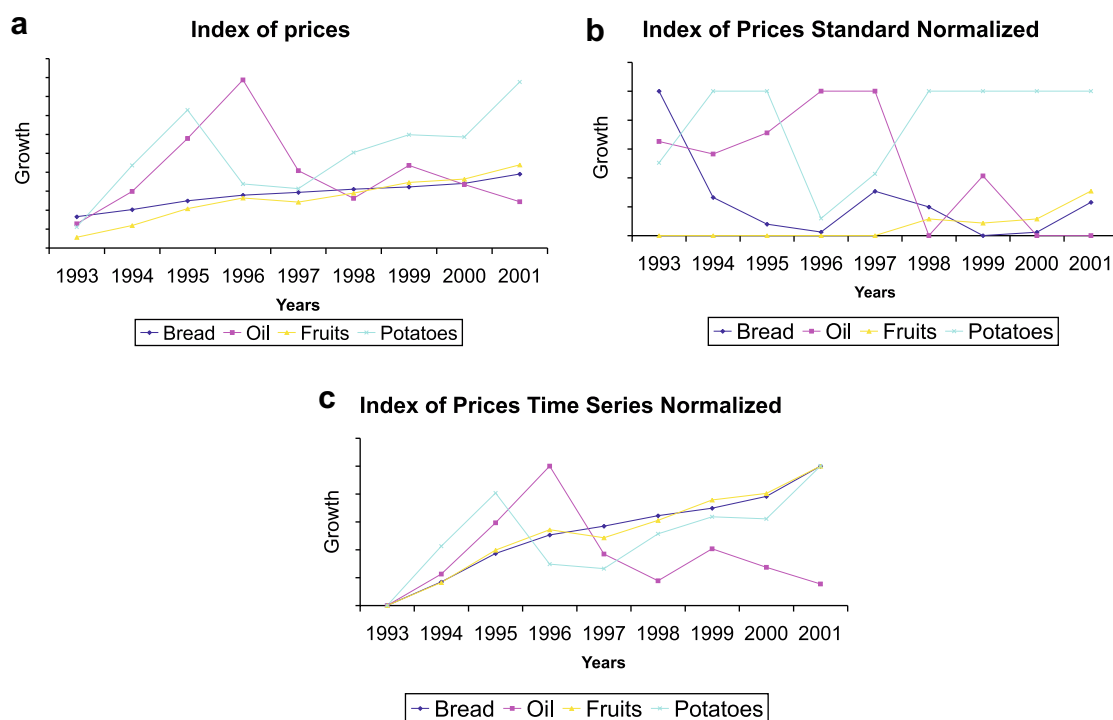 a
Index of prices
Growth
1993 1994 1995 1996 1997 1998 1999 2000 2001
Years
Bread Oil Fruits Potatoes
b
Index of Prices Standard Normalized
Growth
1993 1994 1995 1996 1997 1998 1999 2000 2001
Years
Bread Oil Fruits Potatoes
c
Index of Prices Time Series Normalized
Growth
1993 1994 1995 1996 1997 1998 1999 2000 2001
Years
Bread Oil Fruits Potatoes